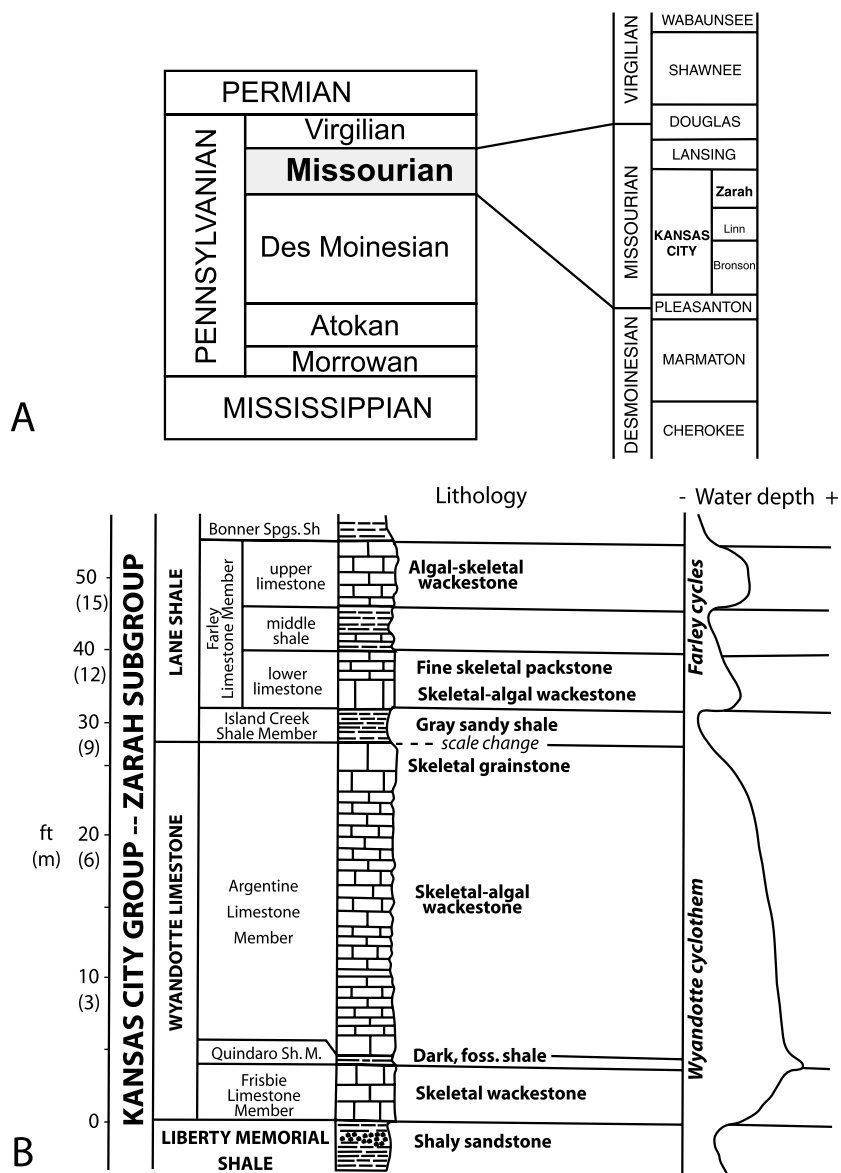 PERMIAN
PENNSYLVANIAN
Virgilian
Missourian
Des Moinesian
Atokan
Morrowan
MISSISSIPPIAN
A
VIRGILIAN
MISSOURIAN
DESMOINESIAN
WABAUNSEE
SHAWNEE
DOUGLAS
LANSING
KANSAS
CITY
Zarah
Linn
Bronson
PLEASANTON
MARMATON
CHEROKEE
Lithology
- Water depth +
50
(15)
40
(12)
30
(9)
ft
(m)
20
(6)
10
(3)
0
KANSAS CITY GROUP -- ZARAH SUBGROUP
LANE SHALE
WYANDOTTE LIMESTONE
Bonner Spgs. Sh
Farley
Limestone Member
upper
limestone
middle
shale
lower
limestone
Island Creek
Shale Member
Argentine
Limestone
Member
Quindaro Sh. M.
Frisbie
Limestone
Member
LIBERTY MEMORIAL
SHALE
Algal-skeletal
wackestone
Fine skeletal packstone
Skeletal-algal wackestone
Gray sandy shale
scale change
Skeletal grainstone
Skeletal-algal
wackestone
Dark, foss. shale
Skeletal wackestone
Shaly sandstone
Farley cycles
Wyandotte cyclothem
B